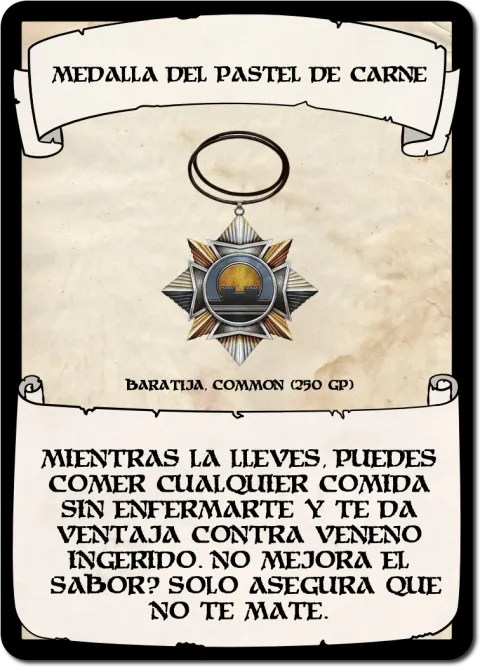 MEDALLA DEL PASTEL DE CARNE
BARATIJA, COMMON (250 GP)
MIENTRAS LA LLEVES, PUEDES
COMER CUALQUIER COMIDA
SIN ENFERMARTE Y TE DA
VENTAJA CONTRA VENENO
INGERIDO. NO MEJORA EL
SABOR? SOLO ASEGURA QUE
NO TE MATE.